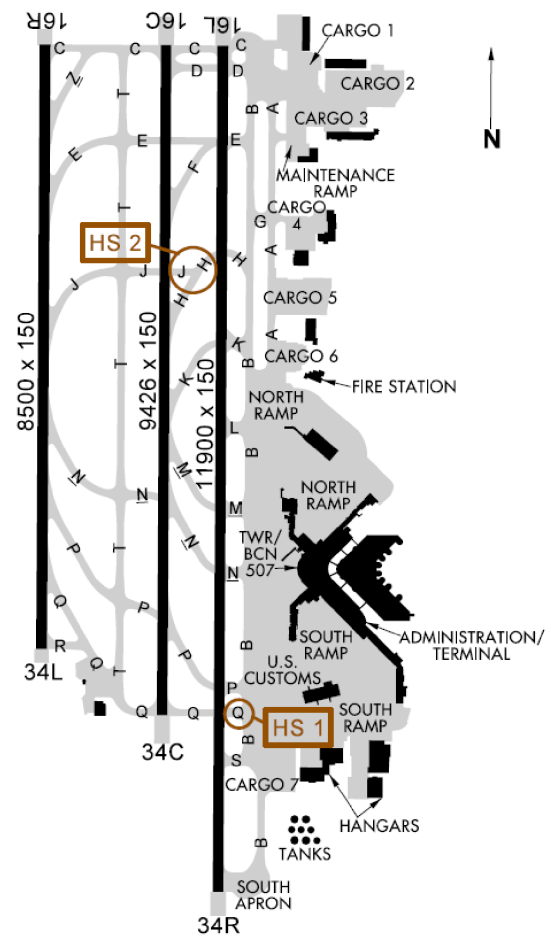 16R
16C
16L
C
C
C
C
CARGO 1
D
D
Z
T
CARGO 2
B
A
CARGO 3
N
E
E
E
F
MAINTENANCE
RAMP
T
CARGO
4
G
HS 2
A
J
J
H
H
J
H
CARGO 5
8500 x 150
9426 x 150
11900 x 150
K
A
T
B
CARGO 6
K
FIRE STATION
NORTH
RAMP
L
B
M
N
N
NORTH
RAMP
M
N
TWR/
BCN
507
P
T
N
Q
P
ADMINISTRATION/
TERMINAL
R
SOUTH
RAMP
B
P
Q
34L
T
U.S.
CUSTOMS
P
Q
Q
Q
SOUTH
RAMP
HS 1
34C
B
S
CARGO 7
HANGARS
B
TANKS
SOUTH
APRON
34R